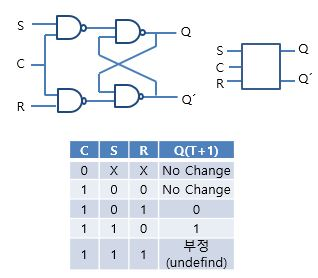 S
Q
C
R
Q´
S
C
R
Q
Q´
C S R Q(T+1)
0 X X No Change
1 0 0 No Change
1 0 1 0
1 1 0 1
1 1 1 부정
(undefind)